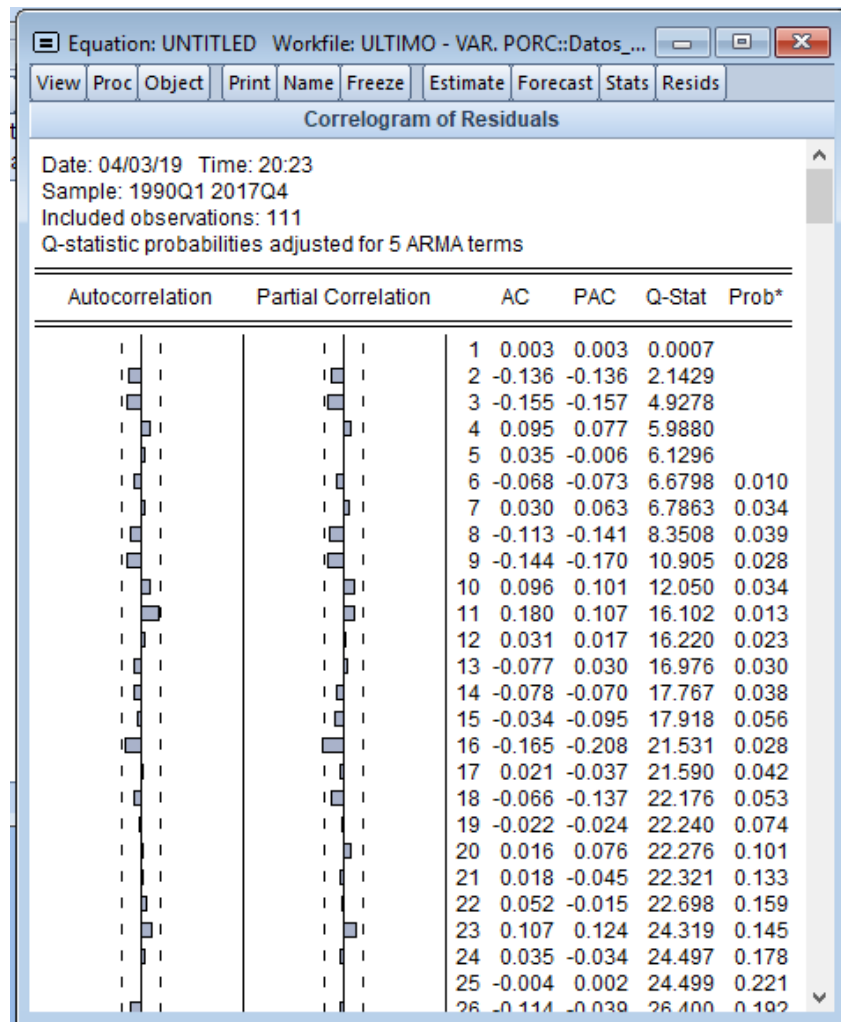 Equation: UNTITLED Workfile: ULTIMO - VAR. PORC::Datos_...
View Proc Object Print Name Freeze Estimate Forecast Stats Resids
Correlogram of Residuals
Date: 04/03/19 Time: 20:23
Sample: 1990Q1 2017Q4
Included observations: 111
Q-statistic probabilities adjusted for 5 ARMA terms
Autocorrelation Partial Correlation AC PAC Q-Stat Prob*
1 0.003 0.003 0.0007
2 -0.136 -0.136 2.1429
3 -0.155 -0.157 4.9278
4 0.095 0.077 5.9880
5 0.035 -0.006 6.1296
6 -0.068 -0.073 6.6798 0.010
7 0.030 0.063 6.7863 0.034
8 -0.113 -0.141 8.3508 0.039
9 -0.144 -0.170 10.905 0.028
10 0.096 0.101 12.050 0.034
11 0.180 0.107 16.102 0.013
12 0.031 0.017 16.220 0.023
13 -0.077 0.030 16.976 0.030
14 -0.078 -0.070 17.767 0.038
15 -0.034 -0.095 17.918 0.056
16 -0.165 -0.208 21.531 0.028
17 0.021 -0.037 21.590 0.042
18 -0.066 -0.137 22.176 0.053
19 -0.022 -0.024 22.240 0.074
20 0.016 0.076 22.276 0.101
21 0.018 -0.045 22.321 0.133
22 0.052 -0.015 22.698 0.159
23 0.107 0.124 24.319 0.145
24 0.035 -0.034 24.497 0.178
25 -0.004 0.002 24.499 0.221
26 -0.114 -0.039 26.400 0.192